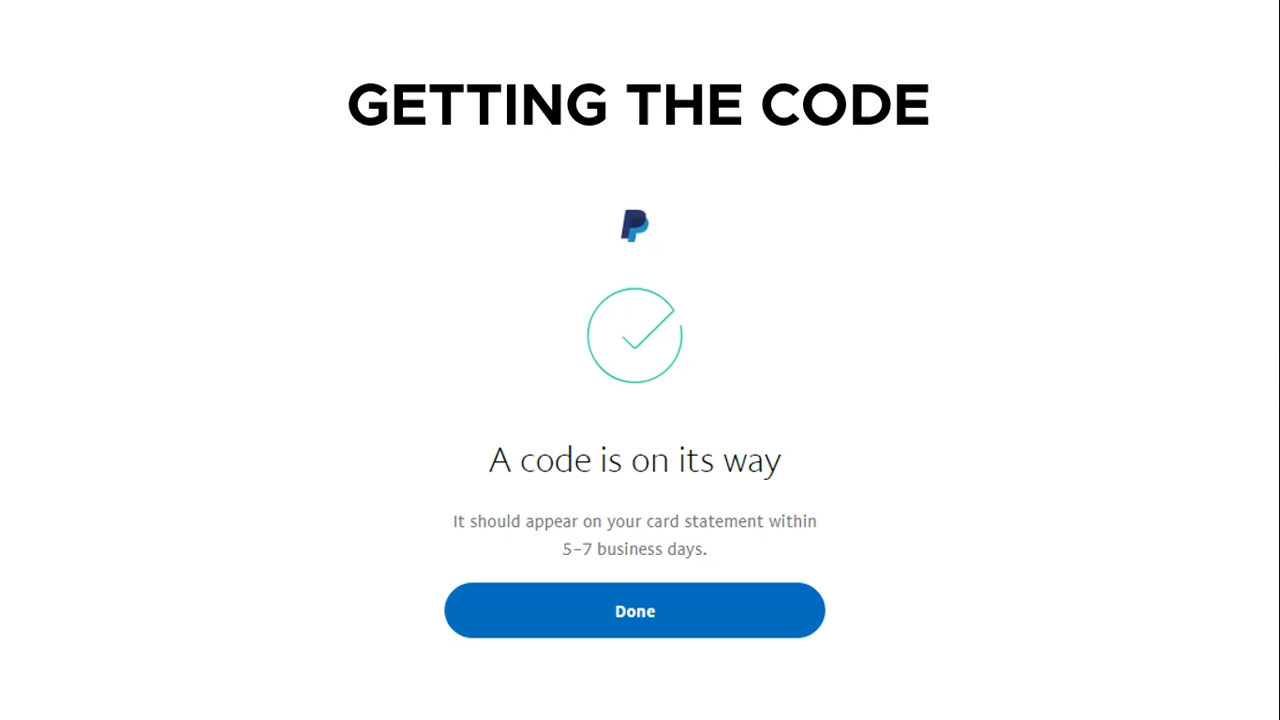 GETTING THE CODE
A code is on its way
It should appear on your card statement within
5-7 business days.
Done